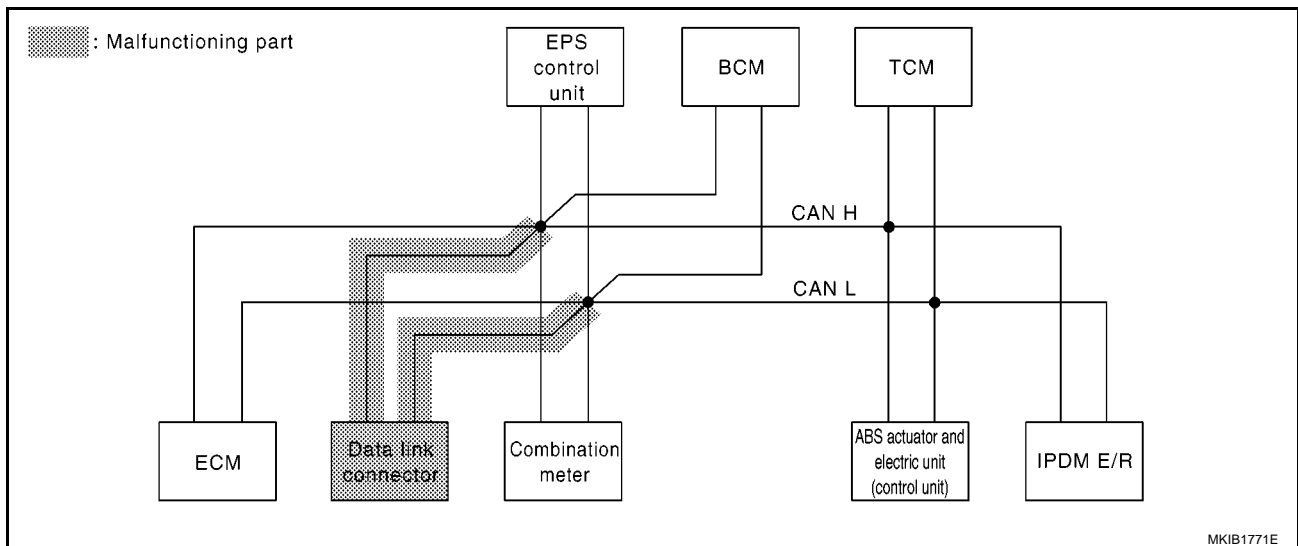 : Malfunctioning part
EPS
control
unit
BCM
TCM
CAN H
CAN L
ECM
Data link
connector
Combination
meter
ABS actuator and
electric unit
(control unit)
IPDM E/R
MKIB1771E